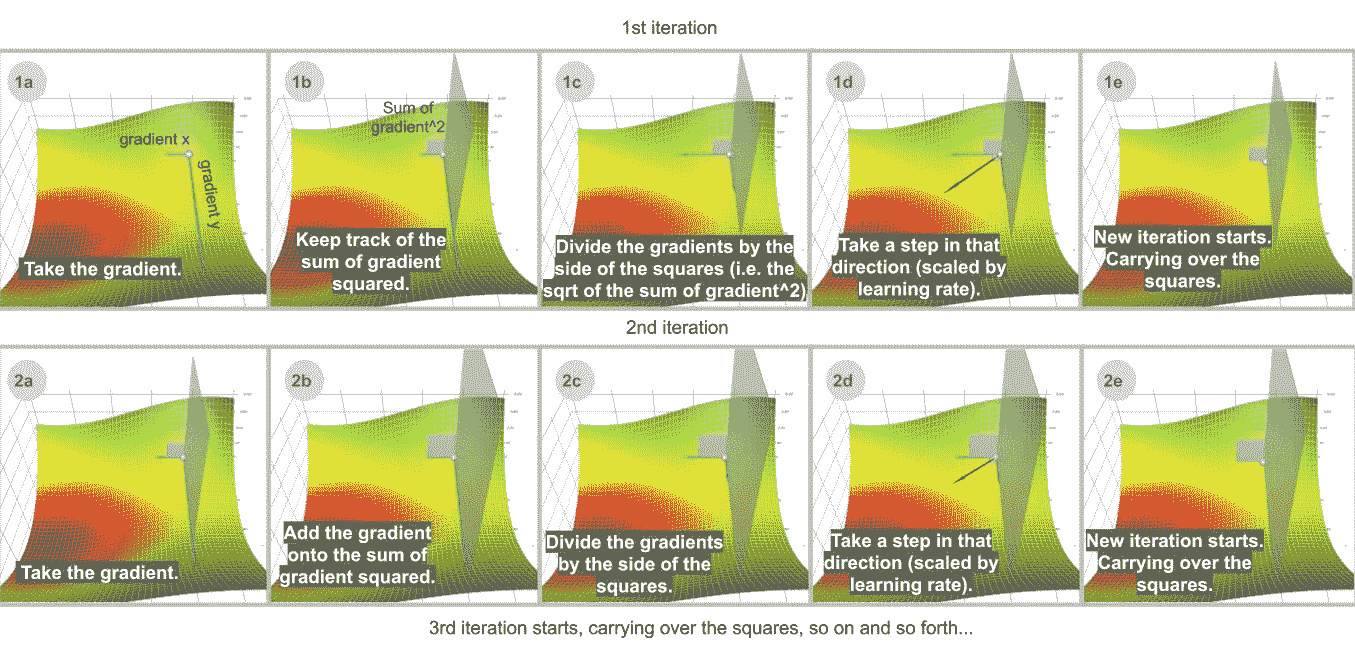 1st iteration
1a
gradient x
gradient y
Take the gradient.
1b
Sum of
gradient^2
Keep track of the
sum of gradient
squared.
1c
Divide the gradients by the
side of the squares (i.e. the
sqrt of the sum of gradient^2)
1d
Take a step in that
direction (scaled by
learning rate).
1e
New iteration starts.
Carrying over the
squares.
2nd iteration
2a
Take the gradient.
2b
Add the gradient
onto the sum of
gradient squared.
2c
Divide the gradients
by the side of the
squares.
2d
Take a step in that
direction (scaled by
learning rate).
2e
New iteration starts.
Carrying over the
squares.
3rd iteration starts, carrying over the squares, so on and so forth...